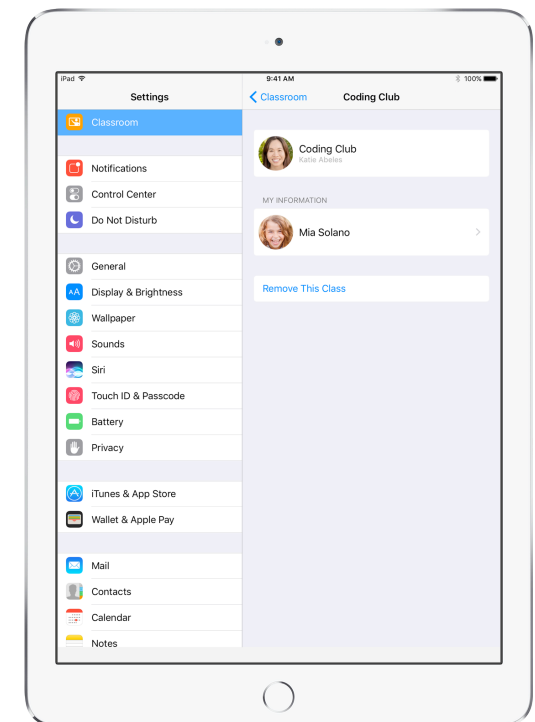 iPad
9:41 AM
100%
Settings
Classroom
Coding Club
Classroom
Notifications
Control Center
Do Not Disturb
General
AA
Display & Brightness
Wallpaper
Sounds
Siri
Touch ID & Passcode
Battery
Privacy
iTunes & App Store
Wallet & Apple Pay
Mail
Contacts
Calendar
Notes
Coding Club
Katie Abeles
MY INFORMATION
Mia Solano
Remove This Class